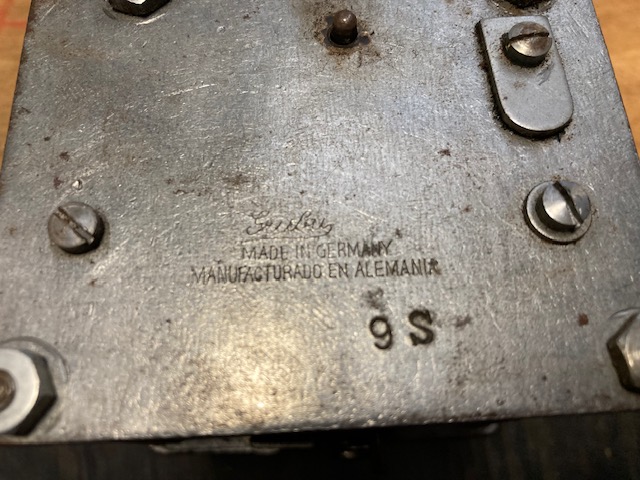 MADE IN GERMANY
MANUFACTURADO EN ALEMANIA
9 S